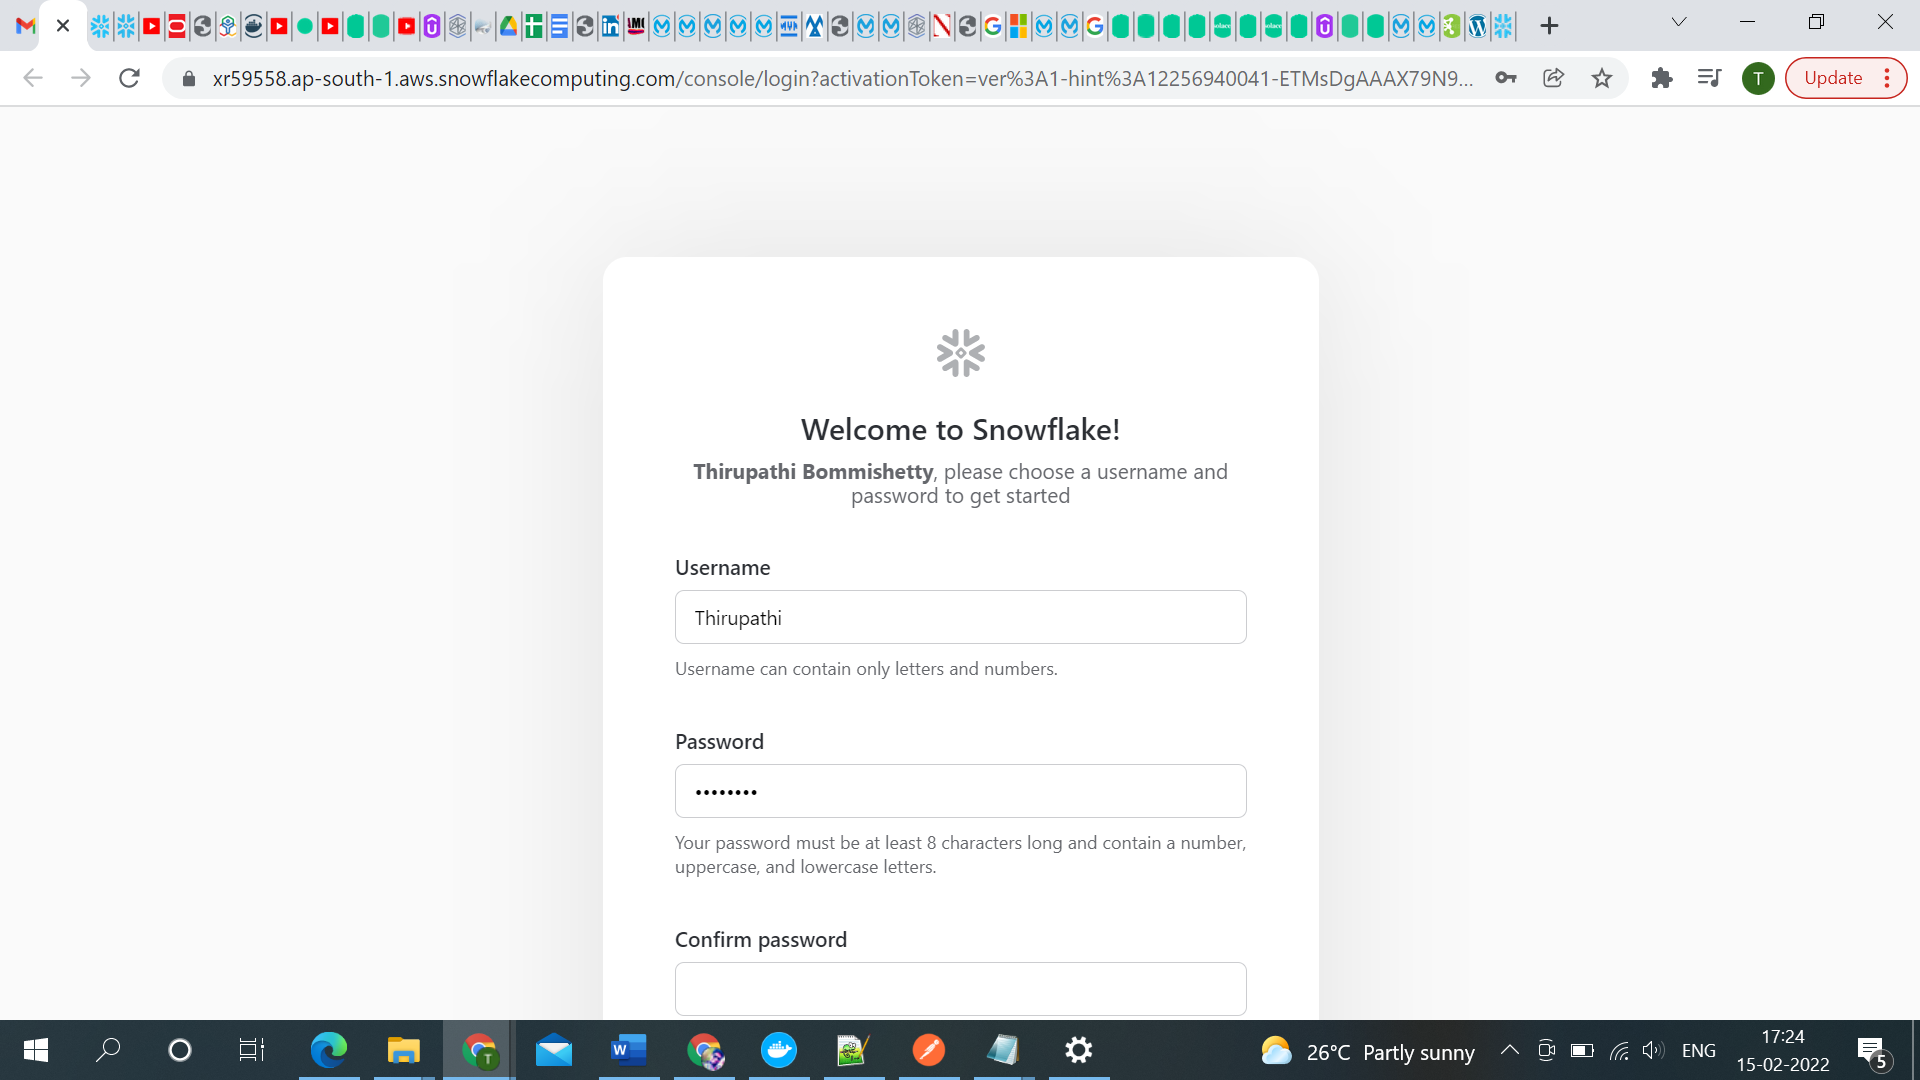 xr59558.ap-south-1.aws.snowflakecomputing.com/console/login?activationToken=ver%3A1-hint%3A12256940041-ETMsDgAAAX79N9...
T
Update
Welcome to Snowflake!
Thirupathi Bommishetty, please choose a username and
password to get started
Username
Thirupathi
Username can contain only letters and numbers.
Password
••••••••
Your password must be at least 8 characters long and contain a number,
uppercase, and lowercase letters.
Confirm password
26°C Partly sunny
ENG
17:24
15-02-2022
5